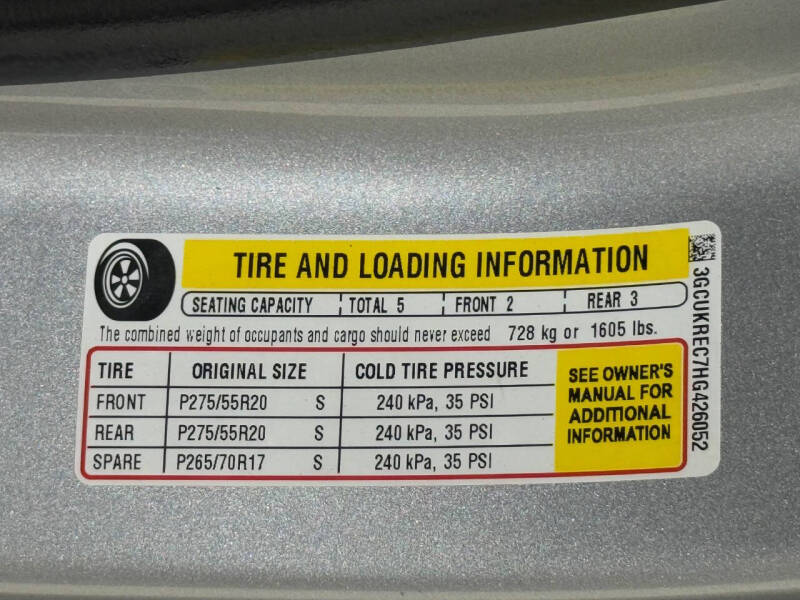 TIRE AND LOADING INFORMATION
SEATING CAPACITY TOTAL 5 FRONT 2 REAR 3
The combined weight of occupants and cargo should never exceed 728 kg or 1605 lbs.
TIRE ORIGINAL SIZE COLD TIRE PRESSURE
FRONT P275/55R20 S 240 kPa, 35 PSI
REAR P275/55R20 S 240 kPa, 35 PSI
SPARE P265/70R17 S 240 kPa, 35 PSI
SEE OWNER'S
MANUAL FOR
ADDITIONAL
INFORMATION
3GCUKREC7HG426052